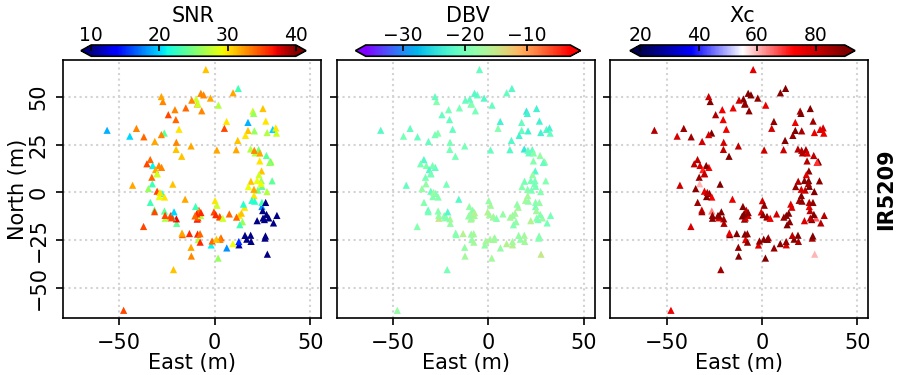 SNR DBV Xc
10 20 30 40 −30 −20 −10 20 40 60 80
50
25
0
−25
−50
North (m)
−50 0 50 −50 0 50 −50 0 50
East (m) East (m) East (m)
IR5209